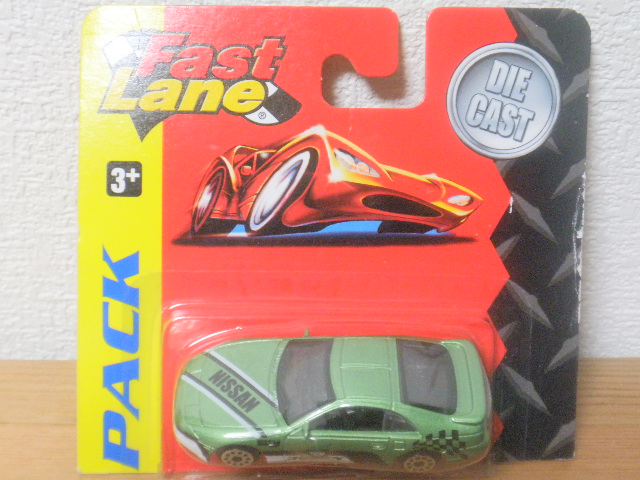 Fast
Lane®
DIE
CAST
3+
PACK
NISSAN